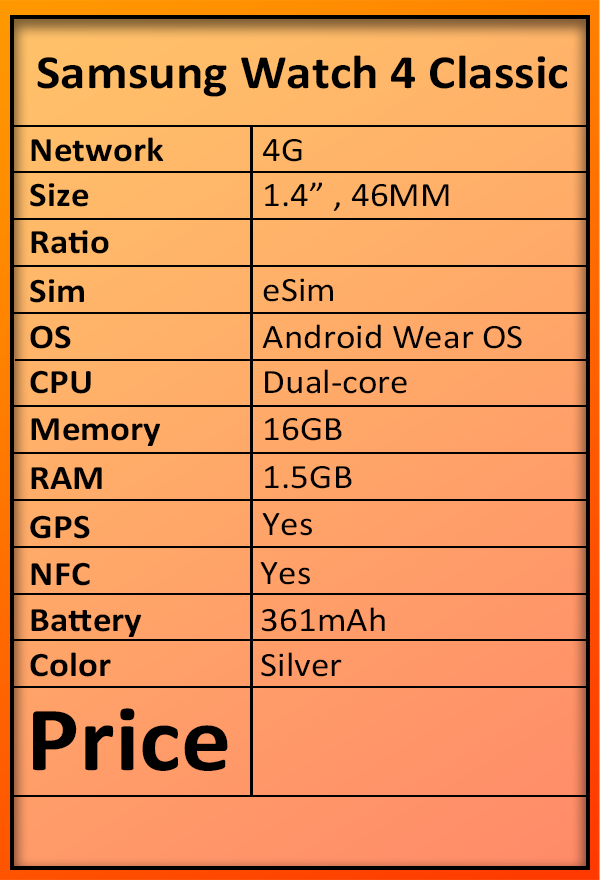 Samsung Watch 4 Classic
Network 4G
Size 1.4” , 46MM
Ratio
Sim eSim
OS Android Wear OS
CPU Dual-core
Memory 16GB
RAM 1.5GB
GPS Yes
NFC Yes
Battery 361mAh
Color Silver
Price